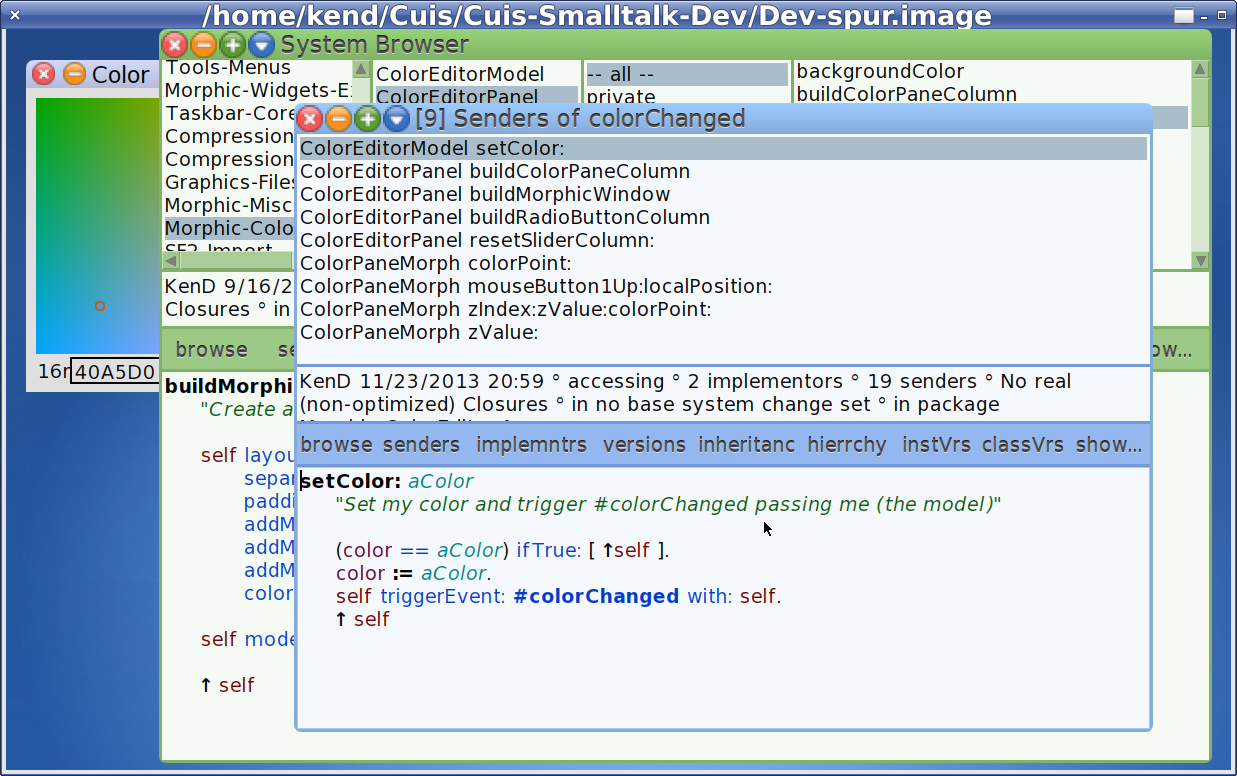 /home/kend/Cuis/Cuis-Smalltalk-Dev/Dev-spur.image
System Browser
Color
Tools-Menus
Morphic-Widgets-E
Taskbar-Core
Compression
Compression
Graphics-Files
Morphic-Misc
Morphic-Colo
SF2-Import
ColorEditorModel
ColorEditorPanel
-- all --
private
backgroundColor
buildColorPaneColumn
[9] Senders of colorChanged
ColorEditorModel setColor:
ColorEditorPanel buildColorPaneColumn
ColorEditorPanel buildMorphicWindow
ColorEditorPanel buildRadioButtonColumn
ColorEditorPanel resetSliderColumn:
ColorPaneMorph colorPoint:
ColorPaneMorph mouseButton1Up:localPosition:
ColorPaneMorph zIndex:zValue:colorPoint:
ColorPaneMorph zValue:
KenD 11/23/2013 20:59 ° accessing ° 2 implementors ° 19 senders ° No real
(non-optimized) Closures ° in no base system change set ° in package
browse senders implemntrs versions inheritanc hierrchy instVrs classVrs show...
setColor: aColor
"Set my color and trigger #colorChanged passing me (the model)"
(color == aColor) ifTrue: [ ↑self ].
color := aColor.
self triggerEvent: #colorChanged with: self.
↑ self
KenD 9/16/2
Closures ° in
browse se ow...
16r 40A5D0
buildMorphi
"Create a
self layou
sepa
paddi
addM
addM
addM
color
self mode
↑ self